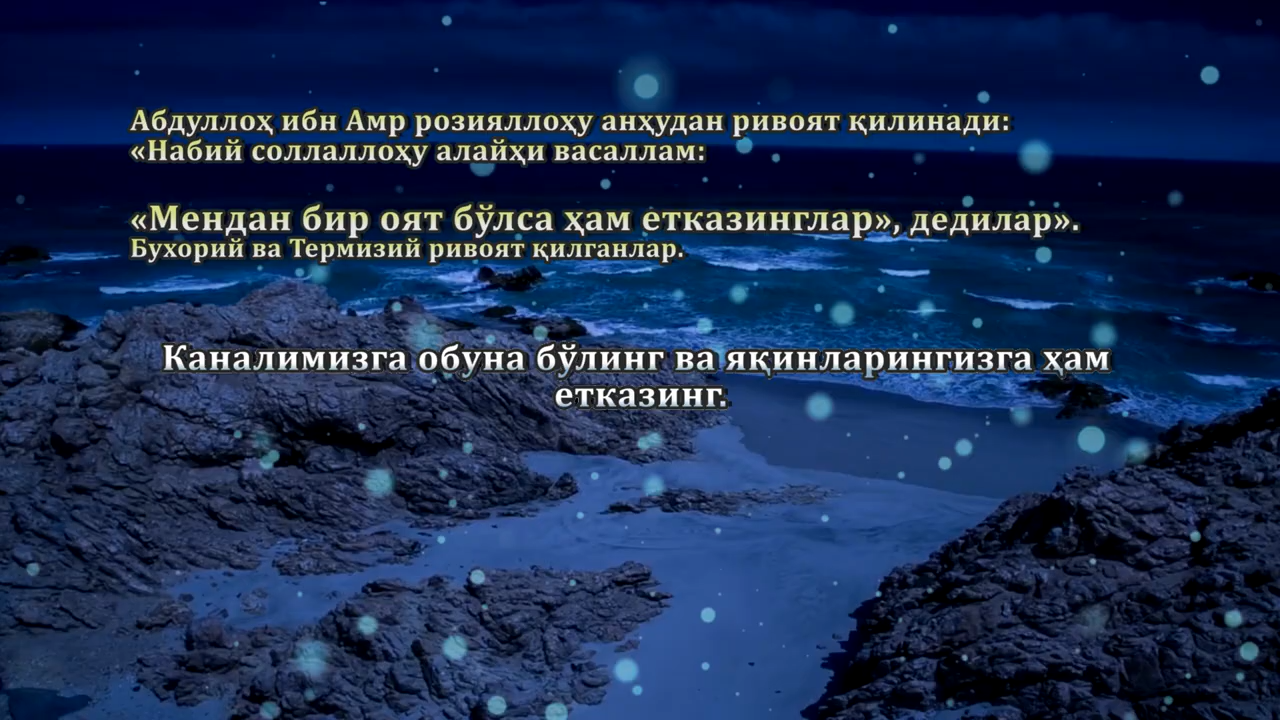 Абдуллоҳ ибн Амр розияллоҳу анҳудан ривоят қилинади:
«Набий соллаллоҳу алайҳи васаллам:
«Мендан бир оят бўлса ҳам етказинглар», дедилар».
Бухорий ва Термизий ривоят қилганлар.
Каналимизга обуна бўлинг ва яқинларингизга ҳам
етказинг.